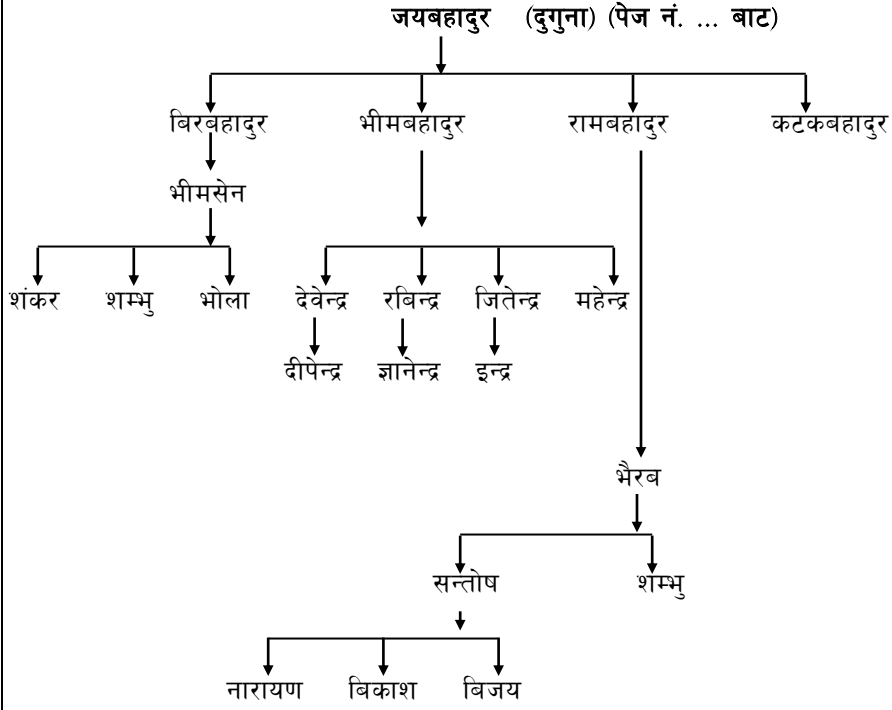 जयबहादुर (दुगुना) (पेज नं. ... बाट)
बिरबहादुर भीमबहादुर रामबहादुर कटकबहादुर
भीमसेन
शंकर शम्भु भोला देवेन्द्र रबिन्द्र जितेन्द्र महेन्द्र
दीपेन्द्र ज्ञानेन्द्र इन्द्र
भैरब
सन्तोष शम्भु
नारायण बिकाश बिजय